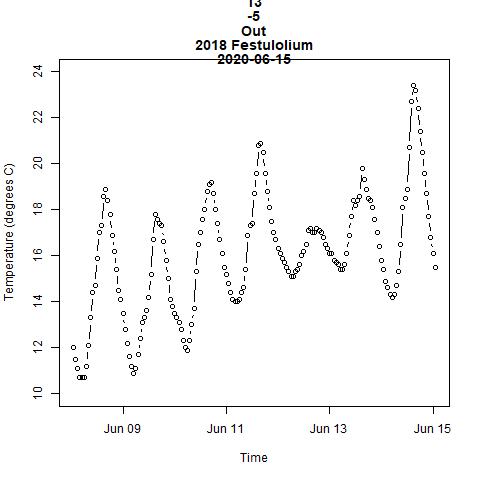 13
-5
Out
2018 Festulolium
2020-06-15
Temperature (degrees C)
24
22
20
18
16
14
12
10
Jun 09
Jun 11
Jun 13
Jun 15
Time